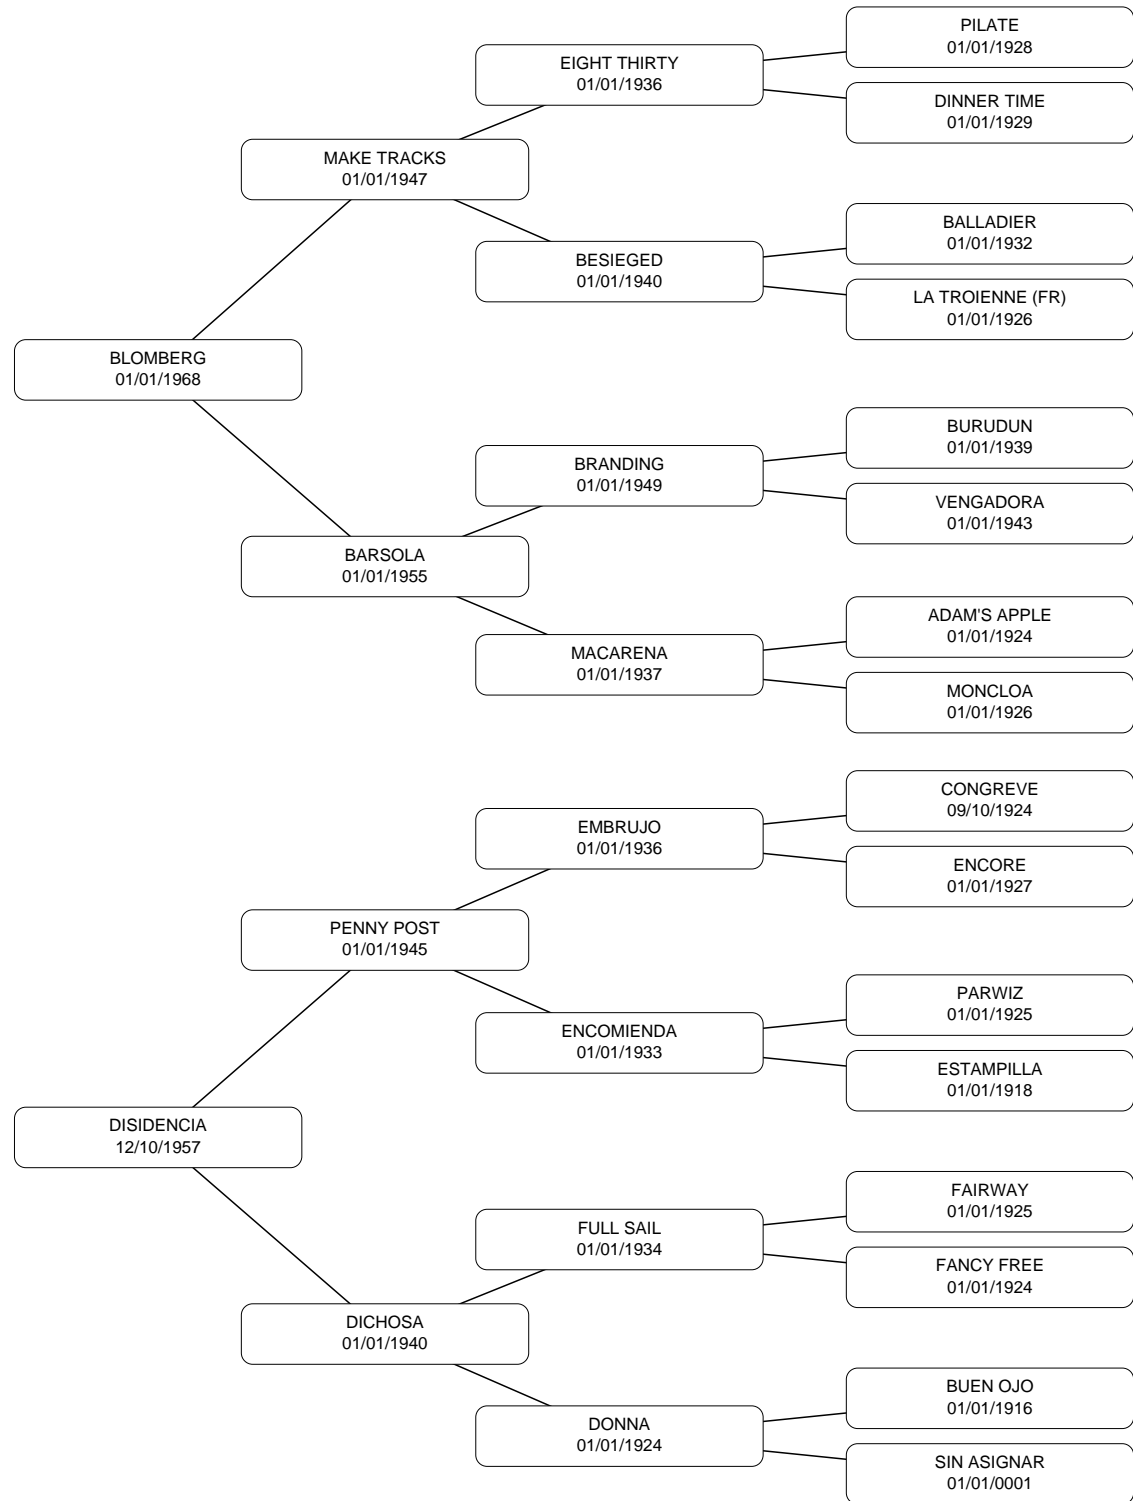 PILATE
01/01/1928
EIGHT THIRTY
01/01/1936
DINNER TIME
01/01/1929
MAKE TRACKS
01/01/1947
BALLADIER
01/01/1932
BESIEGED
01/01/1940
LA TROIENNE (FR)
01/01/1926
BLOMBERG
01/01/1968
BURUDUN
01/01/1939
BRANDING
01/01/1949
VENGADORA
01/01/1943
BARSOLA
01/01/1955
ADAM'S APPLE
01/01/1924
MACARENA
01/01/1937
MONCLOA
01/01/1926
CONGREVE
09/10/1924
EMBRUJO
01/01/1936
ENCORE
01/01/1927
PENNY POST
01/01/1945
PARWIZ
01/01/1925
ENCOMIENDA
01/01/1933
ESTAMPILLA
01/01/1918
DISIDENCIA
12/10/1957
FAIRWAY
01/01/1925
FULL SAIL
01/01/1934
FANCY FREE
01/01/1924
DICHOSA
01/01/1940
BUEN OJO
01/01/1916
DONNA
01/01/1924
SIN ASIGNAR
01/01/0001